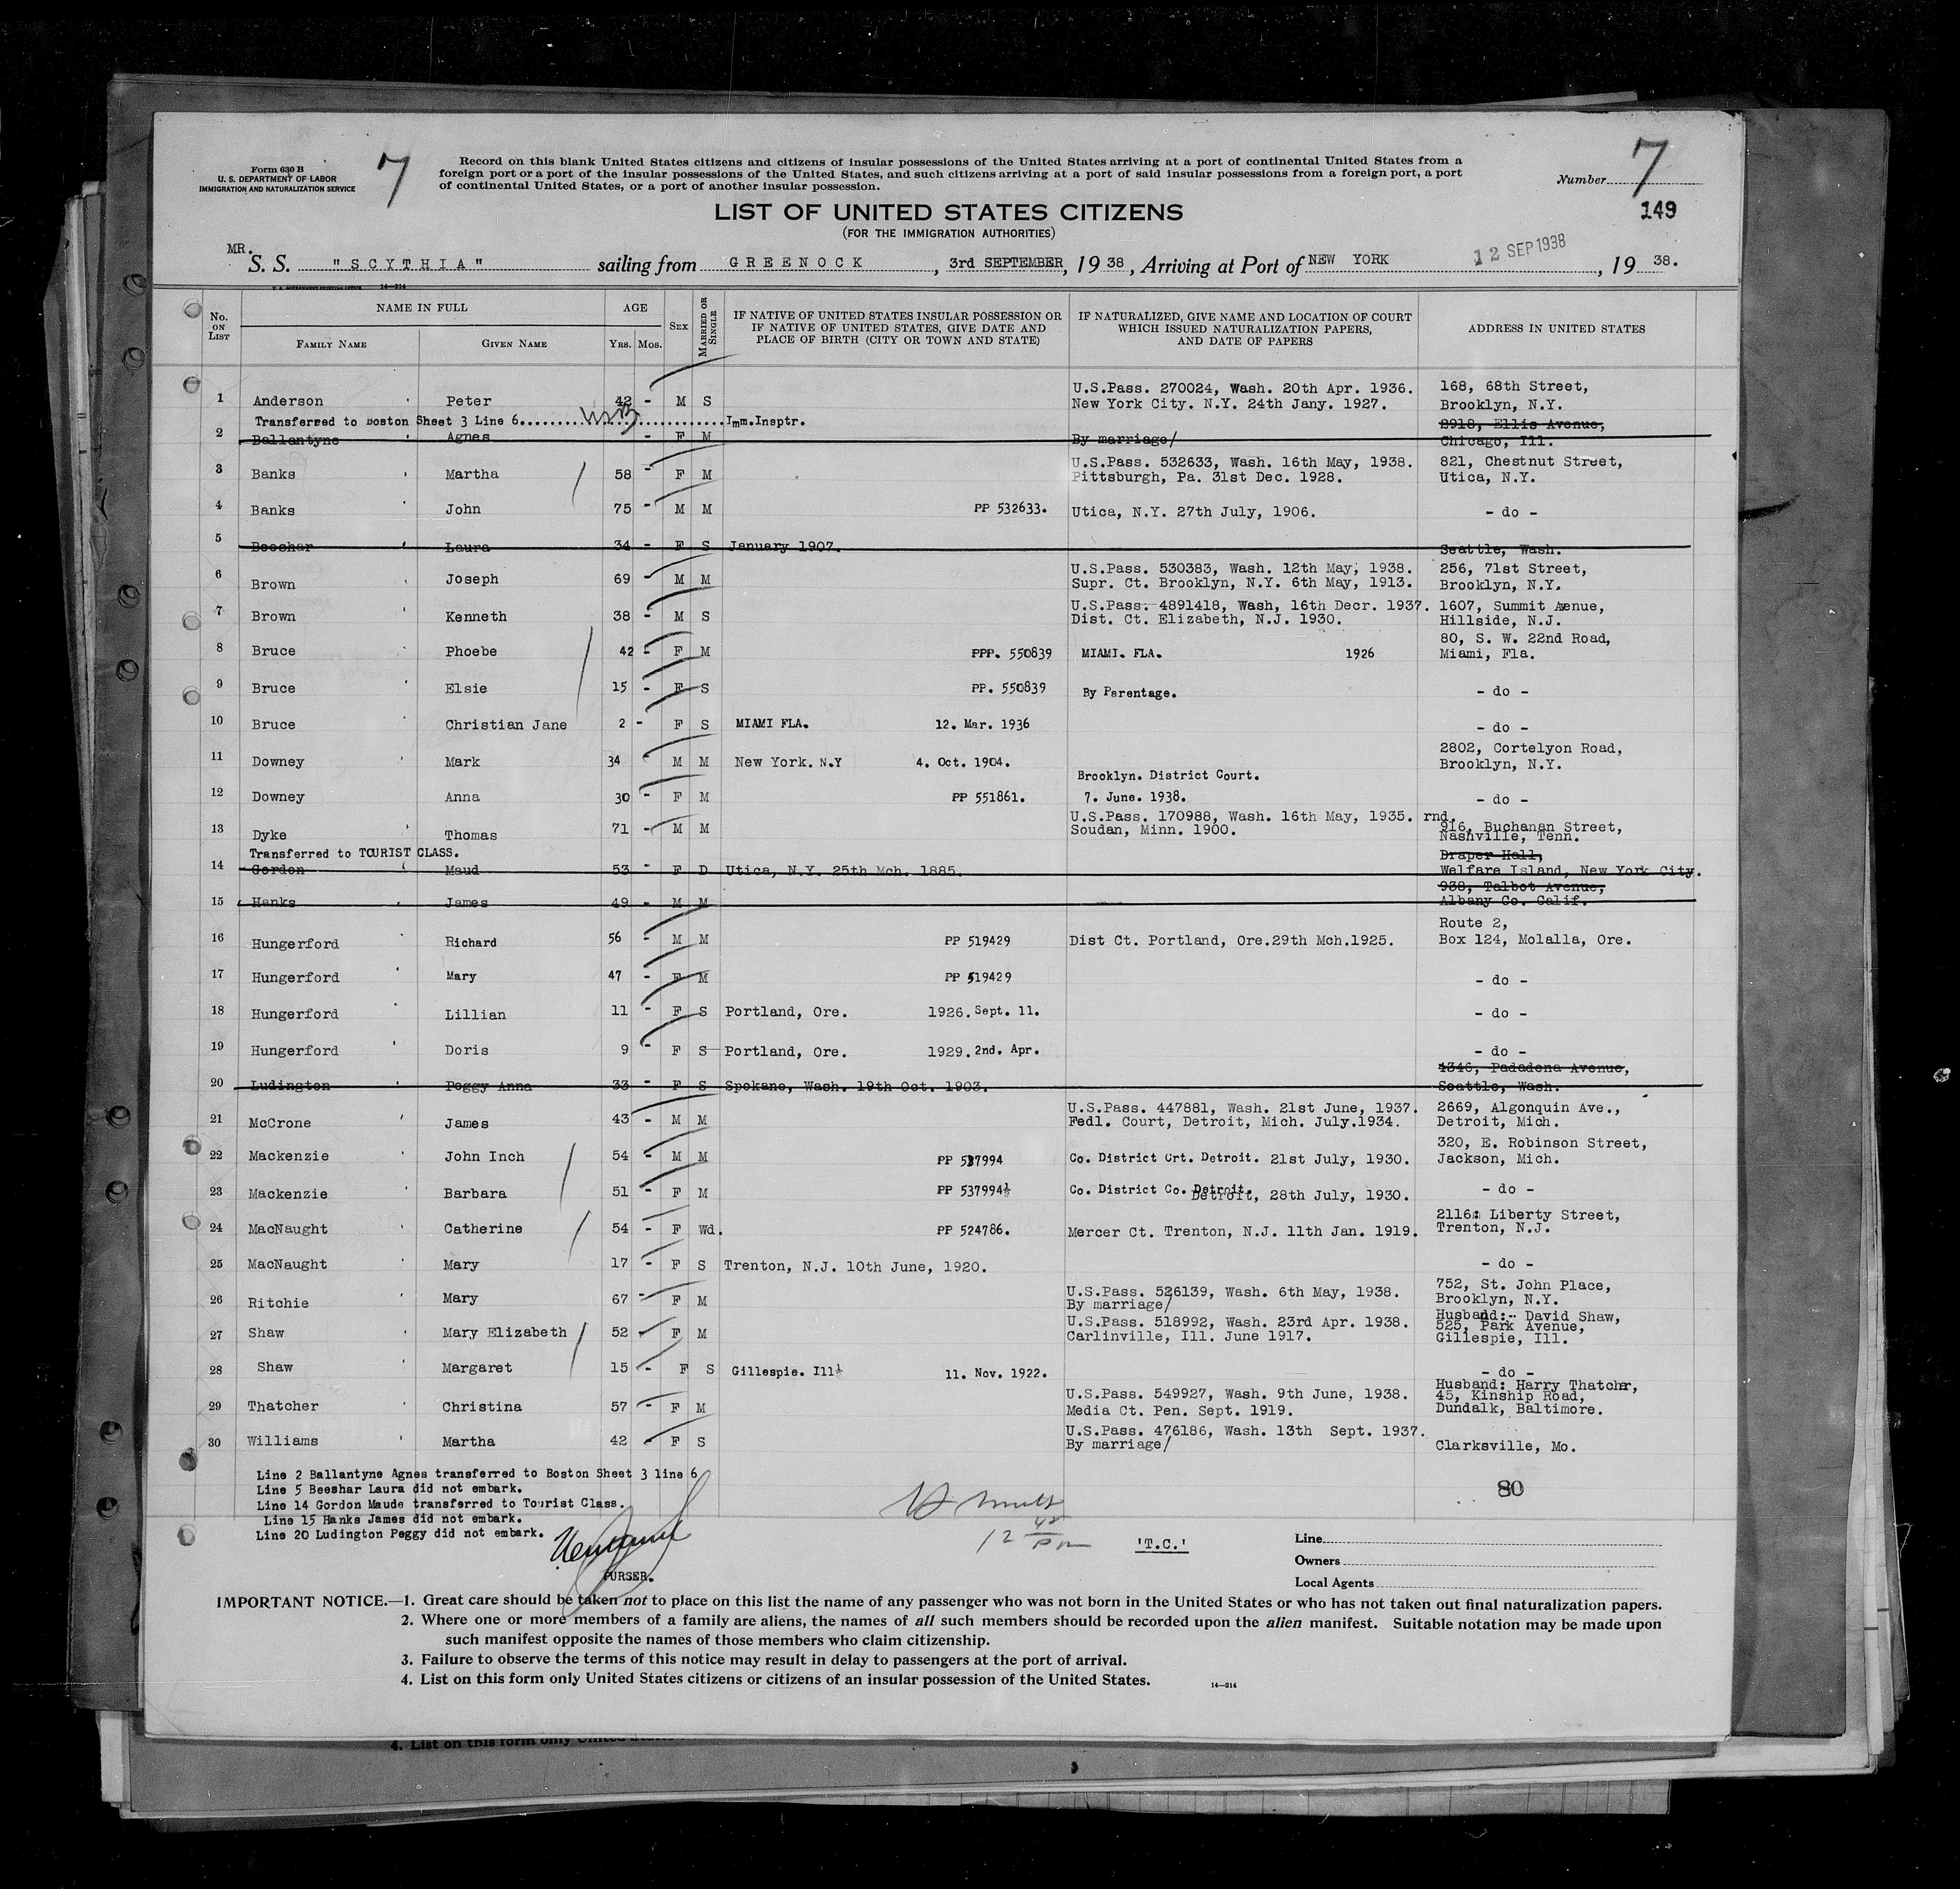 Form 630 B
U. S. DEPARTMENT OF LABOR
IMMIGRATION AND NATURALIZATION SERVICE
7
Record on this blank United States citizens and citizens of insular possessions of the United States arriving at a port of continental United States from a
foreign port or a port of the insular possessions of the United States, and such citizens arriving at a port of said insular possessions from a foreign port, a port
of continental United States, or a port of another insular possession.
Number 7
149
LIST OF UNITED STATES CITIZENS
(FOR THE IMMIGRATION AUTHORITIES)
MR. S. S. "SCYTHIA" sailing from GREENOCK, 3rd SEPTEMBER, 1938, Arriving at Port of NEW YORK 12 SEP 1938, 1938.
14—214
No. ON LIST NAME IN FULL FAMILY NAME GIVEN NAME AGE YRS. MOS. SEX MARRIED OR SINGLE IF NATIVE OF UNITED STATES INSULAR POSSESSION OR IF NATIVE OF UNITED STATES, GIVE DATE AND PLACE OF BIRTH (CITY OR TOWN AND STATE) IF NATURALIZED, GIVE NAME AND LOCATION OF COURT WHICH ISSUED NATURALIZATION PAPERS, AND DATE OF PAPERS ADDRESS IN UNITED STATES
1 Anderson Peter 42 - M S U.S.Pass. 270024, Wash. 20th Apr. 1936. New York City. N.Y. 24th Jany. 1927. 168, 68th Street, Brooklyn, N.Y.
Transferred to Boston Sheet 3 Line 6.......................Imm.Insptr.
2 Ballantyne Agnes - F M By marriage/ 8918, Ellis Avenue, Chicago, Ill.
3 Banks Martha 58 - F M U.S.Pass. 532633, Wash. 16th May, 1938. Pittsburgh, Pa. 31st Dec. 1928. 821, Chestnut Street, Utica, N.Y.
4 Banks John 75 - M M PP 532633. Utica, N.Y. 27th July, 1906. - do -
5 Beeshar Laura 34 - F S January 1907. Seattle, Wash.
6 Brown Joseph 69 - M M U.S.Pass. 530383, Wash. 12th May, 1938. Supr. Ct. Brooklyn, N.Y. 6th May, 1913. 256, 71st Street, Brooklyn, N.Y.
7 Brown Kenneth 38 - M S U.S.Pass. 4891418, Wash, 16th Decr. 1937. Dist. Ct. Elizabeth, N.J. 1930. 1607, Summit Avenue, Hillside, N.J.
8 Bruce Phoebe 42 - F M PPP. 550839 MIAMI. FLA. 1926 80, S. W. 22nd Road, Miami, Fla.
9 Bruce Elsie 15 - F S PP. 550839 By Parentage. - do -
10 Bruce Christian Jane 2 - F S MIAMI FLA. 12. Mar. 1936 - do -
11 Downey Mark 34 - M M New York. N.Y 4. Oct. 1904. 2802, Cortelyon Road, Brooklyn, N.Y.
12 Downey Anna 30 - F M PP 551861. Brooklyn. District Court. 7. June. 1938. - do -
13 Dyke Thomas 71 - M M U.S.Pass. 170988, Wash. 16th May, 1935. rnd. Soudan, Minn. 1900. 916, Buchanan Street, Nashville, Tenn.
Transferred to TOURIST CLASS.
14 Gordon Maud 53 - F D Utica, N.Y. 25th Mch. 1885. Draper Hall, Welfare Island, New York City.
15 Hanks James 49 - M M 938, Talbot Avenue, Albany Co. Calif.
16 Hungerford Richard 56 - M M PP 519429 Dist Ct. Portland, Ore.29th Mch.1925. Route 2, Box 124, Molalla, Ore.
17 Hungerford Mary 47 - F M PP 519429 - do -
18 Hungerford Lillian 11 - F S Portland, Ore. 1926. Sept. 11. - do -
19 Hungerford Doris 9 - F S Portland, Ore. 1929. 2nd. Apr. - do -
20 Ludington Peggy Anna 33 - F S Spokane, Wash. 19th Oct. 1903. 4346, Padadena Avenue, Seattle, Wash.
21 McCrone James 43 - M M U.S.Pass. 447881, Wash. 21st June, 1937. Fedl. Court, Detroit, Mich. July.1934. 2669, Algonquin Ave., Detroit, Mich.
22 Mackenzie John Inch 54 - M M PP 537994 Co. District Crt. Detroit. 21st July, 1930. 320, E. Robinson Street, Jackson, Mich.
23 Mackenzie Barbara 51 - F M PP 537994½ Co. District Co. Detroit. Detroit, 28th July, 1930. - do -
24 MacNaught Catherine 54 - F Wd. PP 524786. Mercer Ct. Trenton, N.J. 11th Jan. 1919. 2116 Liberty Street, Trenton, N.J.
25 MacNaught Mary 17 - F S Trenton, N.J. 10th June, 1920. - do -
26 Ritchie Mary 67 - F M U.S.Pass. 526139, Wash. 6th May, 1938. By marriage/ 752, St. John Place, Brooklyn, N.Y.
27 Shaw Mary Elizabeth 52 - F M U.S.Pass. 518992, Wash. 23rd Apr. 1938. Carlinville, Ill. June 1917. Husband:- David Shaw, 525, Park Avenue, Gillespie, Ill.
28 Shaw Margaret 15 - F S Gillespie. Ill 11. Nov. 1922. - do -
29 Thatcher Christina 57 - F M U.S.Pass. 549927, Wash. 9th June, 1938. Media Ct. Pen. Sept. 1919. Husband: Harry Thatcher, 45, Kinship Road, Dundalk, Baltimore.
30 Williams Martha 42 - F S U.S.Pass. 476186, Wash. 13th Sept. 1937. By marriage/ Clarksville, Mo.
Line 2 Ballantyne Agnes transferred to Boston Sheet 3 line 6
Line 5 Beeshar Laura did not embark.
Line 14 Gordon Maude transferred to Tourist Class.
Line 15 Hanks James did not embark.
Line 20 Ludington Peggy did not embark.
80
PURSER.
12 45 pm
'T.C.'
Line
Owners
Local Agents
IMPORTANT NOTICE.—1. Great care should be taken not to place on this list the name of any passenger who was not born in the United States or who has not taken out final naturalization papers.
2. Where one or more members of a family are aliens, the names of all such members should be recorded upon the alien manifest. Suitable notation may be made upon
such manifest opposite the names of those members who claim citizenship.
3. Failure to observe the terms of this notice may result in delay to passengers at the port of arrival.
4. List on this form only United States citizens or citizens of an insular possession of the United States.
14—214
4. List on this form only United States